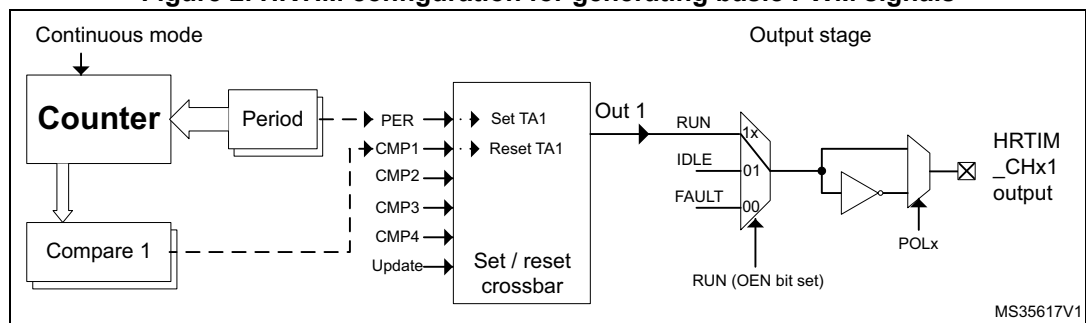 Continuous mode
Output stage
Counter
Period
PER
Set TA1
Out 1
RUN
1x
HRTIM
_CHx1
output
CMP1
Reset TA1
CMP2
IDLE
01
CMP3
FAULT
00
CMP4
Compare 1
Update
Set / reset
crossbar
POLx
RUN (OEN bit set)
MS35617V1